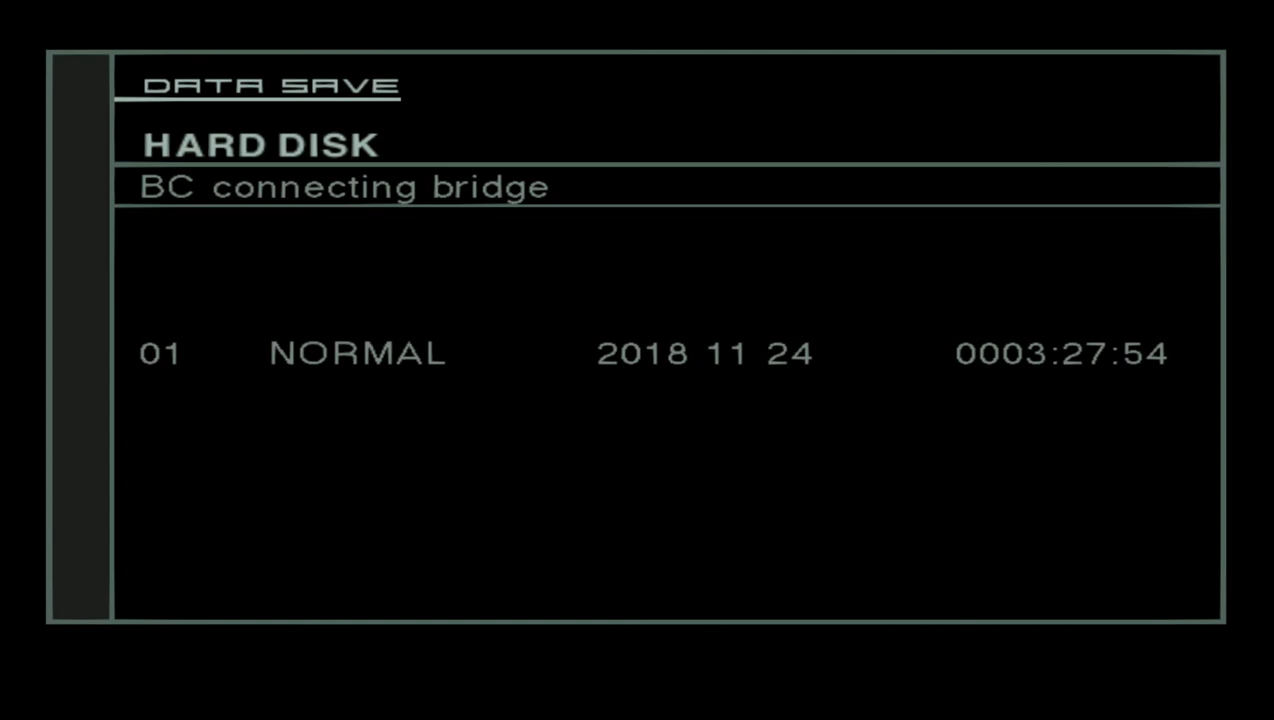 DATA SAVE
HARD DISK
BC connecting bridge
01 NORMAL 2018 11 24 0003:27:54